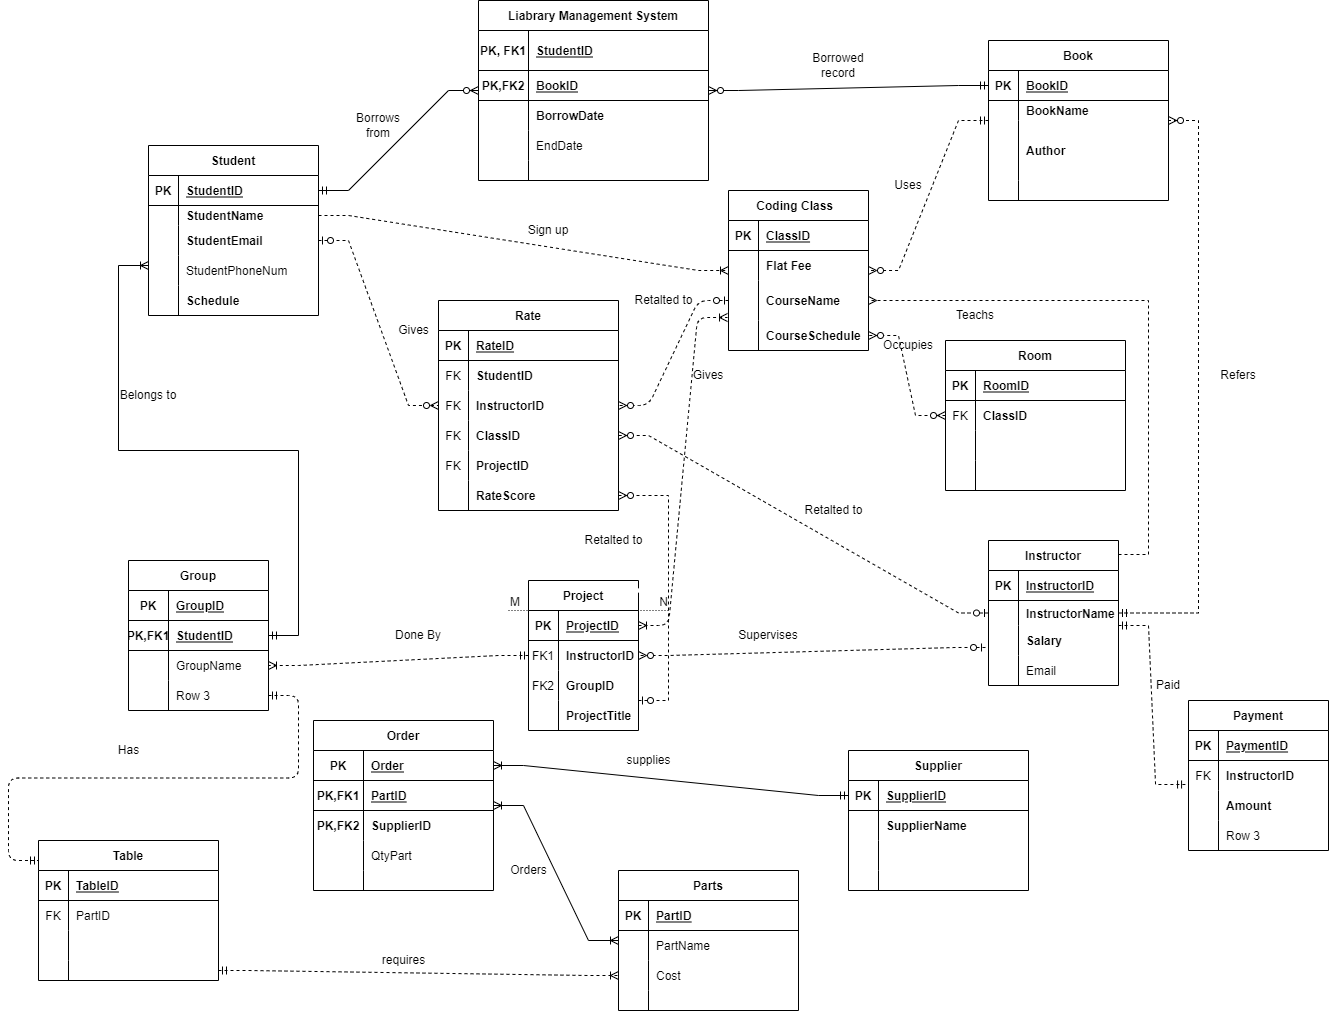 Liabrary Management System
PK, FK1 StudentID
PK,FK2 BookID
BorrowDate
EndDate
Borrowed
record
Book
PK BookID
BookName
Author
Borrows
from
Student
PK StudentID
StudentName
StudentEmail
StudentPhoneNum
Schedule
Uses
Sign up
Coding Class
PK ClassID
Flat Fee
CourseName
CourseSchedule
Retalted to
Gives
Rate
PK RateID
FK StudentID
FK InstructorID
FK ClassID
FK ProjectID
RateScore
Gives
Teachs
Occupies
Room
PK RoomID
FK ClassID
Refers
Belongs to
Retalted to
Retalted to
Instructor
PK InstructorID
InstructorName
Salary
Email
Group
PK GroupID
PK,FK1 StudentID
GroupName
Row 3
Done By
M
N
Project
PK ProjectID
FK1 InstructorID
FK2 GroupID
ProjectTitle
Supervises
Paid
Payment
PK PaymentID
FK InstructorID
Amount
Row 3
Has
Order
PK Order
PK,FK1 PartID
PK,FK2 SupplierID
QtyPart
supplies
Supplier
PK SupplierID
SupplierName
Orders
Table
PK TableID
FK PartID
requires
Parts
PK PartID
PartName
Cost